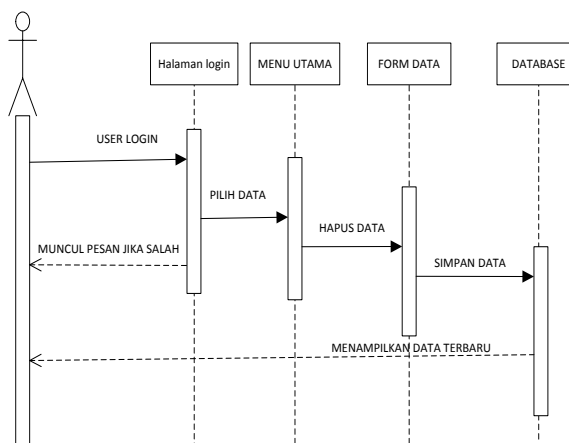 Halaman login
MENU UTAMA
FORM DATA
DATABASE
USER LOGIN
PILIH DATA
HAPUS DATA
MUNCUL PESAN JIKA SALAH
SIMPAN DATA
MENAMPILKAN DATA TERBARU